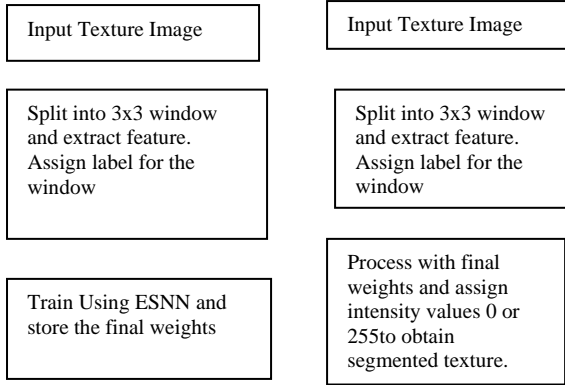 Input Texture Image
Split into 3x3 window
and extract feature.
Assign label for the
window
Train Using ESNN and
store the final weights
Input Texture Image
Split into 3x3 window
and extract feature.
Assign label for the
window
Process with final
weights and assign
intensity values 0 or
255to obtain
segmented texture.